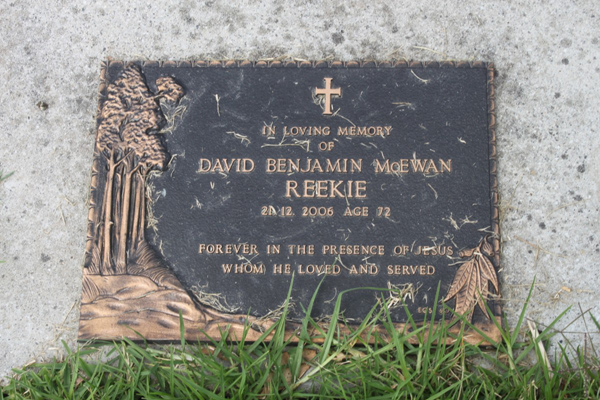 IN LOVING MEMORY
OF
DAVID BENJAMIN McEWAN
REEKIE
21.12.2006 AGE 72
FOREVER IN THE PRESENCE OF JESUS
WHOM HE LOVED AND SERVED